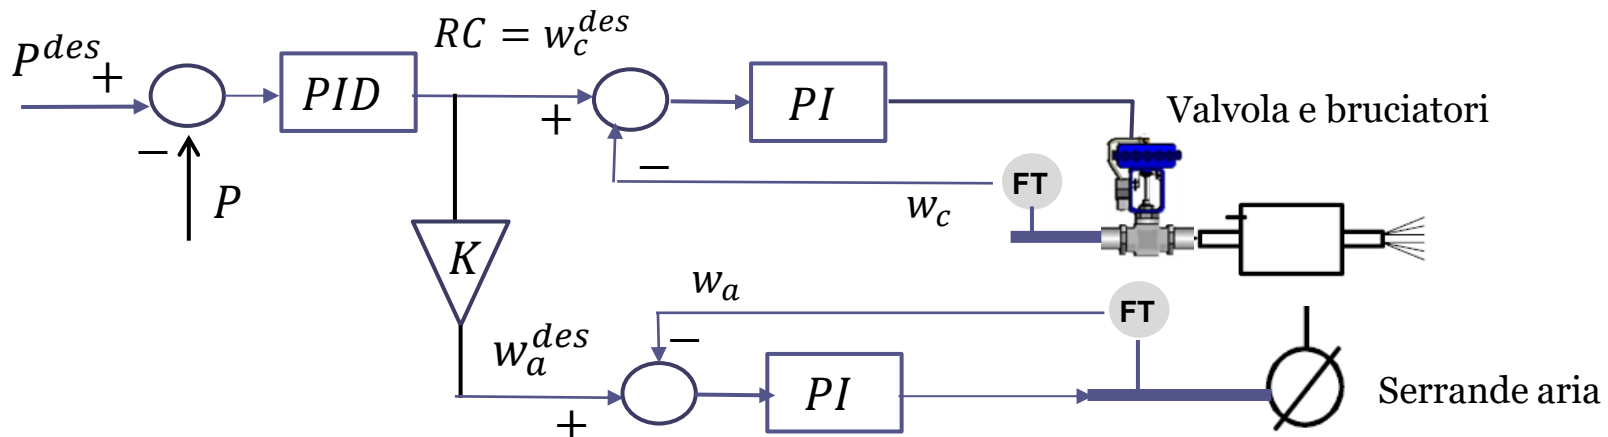 RC = w_c^{des}
P^{des}
+
PID
PI
Valvola e bruciatori
+
−
−
FT
P
w_c
K
w_a
FT
w_a^{des}
−
PI
Serrande aria
+